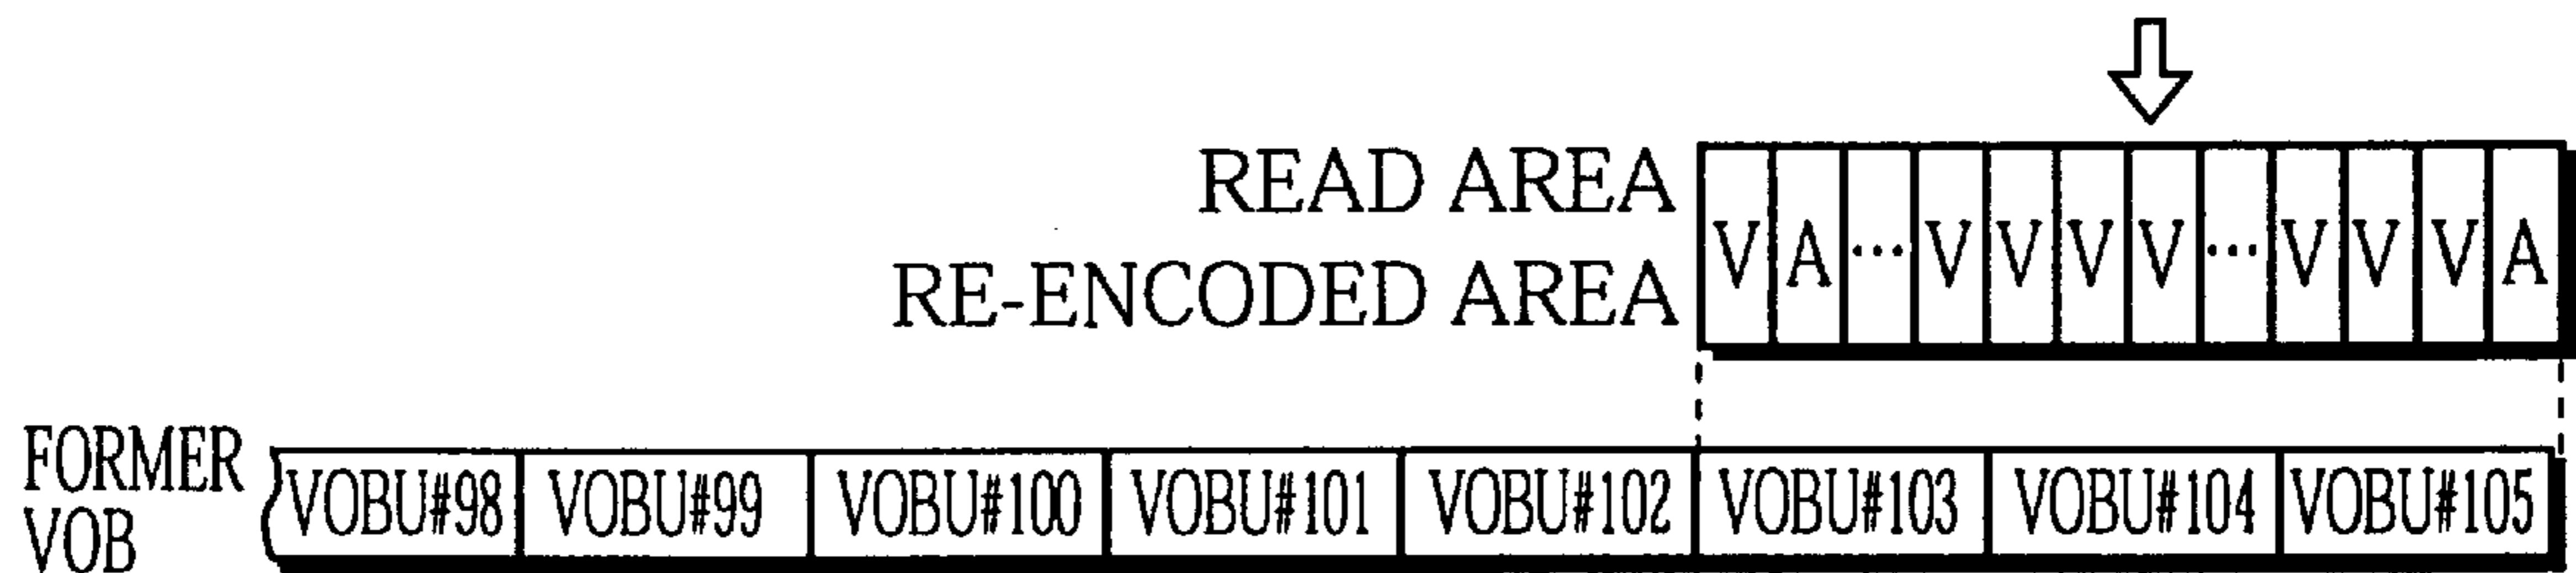 READ AREA
RE-ENCODED AREA
V A ... V V V V ... V V V A
FORMER
VOB
VOBU#98 VOBU#99 VOBU#100 VOBU#101 VOBU#102 VOBU#103 VOBU#104 VOBU#105